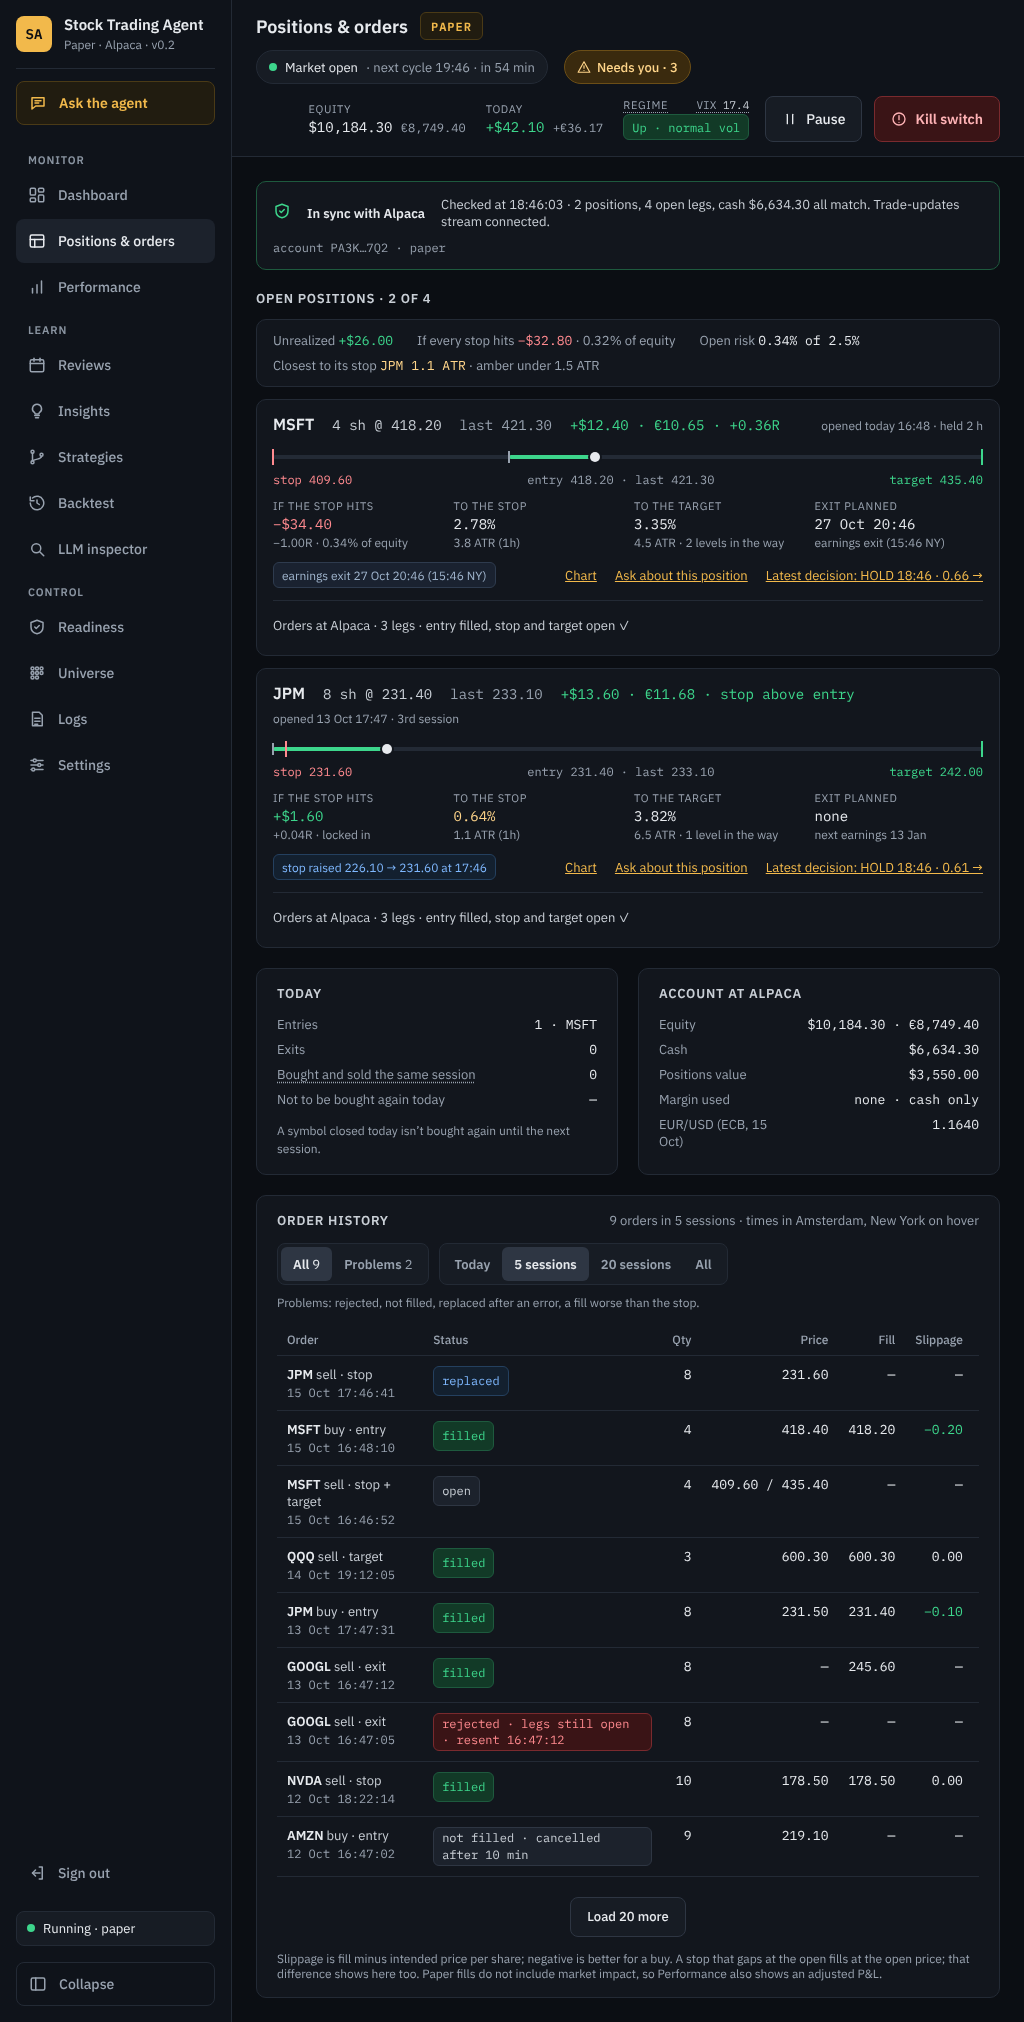 SA
Stock Trading Agent
Paper · Alpaca · v0.2
Ask the agent
MONITOR
Dashboard
Positions & orders
Performance
LEARN
Reviews
Insights
Strategies
Backtest
LLM inspector
CONTROL
Readiness
Universe
Logs
Settings
Sign out
Running · paper
Collapse
Positions & orders PAPER
Market open · next cycle 19:46 · in 54 min Needs you · 3
EQUITY
$10,184.30 €8,749.40
TODAY
+$42.10 +€36.17
REGIME VIX 17.4
Up · normal vol
Pause
Kill switch
In sync with Alpaca
Checked at 18:46:03 · 2 positions, 4 open legs, cash $6,634.30 all match. Trade-updates
stream connected.
account PA3K…7Q2 · paper
OPEN POSITIONS · 2 OF 4
Unrealized +$26.00 If every stop hits −$32.80 · 0.32% of equity Open risk 0.34% of 2.5%
Closest to its stop JPM 1.1 ATR · amber under 1.5 ATR
MSFT 4 sh @ 418.20 last 421.30 +$12.40 · €10.65 · +0.36R opened today 16:48 · held 2 h
stop 409.60 entry 418.20 · last 421.30 target 435.40
IF THE STOP HITS TO THE STOP TO THE TARGET EXIT PLANNED
−$34.40 2.78% 3.35% 27 Oct 20:46
−1.00R · 0.34% of equity 3.8 ATR (1h) 4.5 ATR · 2 levels in the way earnings exit (15:46 NY)
earnings exit 27 Oct 20:46 (15:46 NY) Chart Ask about this position Latest decision: HOLD 18:46 · 0.66 →
Orders at Alpaca · 3 legs · entry filled, stop and target open ✓
JPM 8 sh @ 231.40 last 233.10 +$13.60 · €11.68 · stop above entry
opened 13 Oct 17:47 · 3rd session
stop 231.60 entry 231.40 · last 233.10 target 242.00
IF THE STOP HITS TO THE STOP TO THE TARGET EXIT PLANNED
+$1.60 0.64% 3.82% none
+0.04R · locked in 1.1 ATR (1h) 6.5 ATR · 1 level in the way next earnings 13 Jan
stop raised 226.10 → 231.60 at 17:46 Chart Ask about this position Latest decision: HOLD 18:46 · 0.61 →
Orders at Alpaca · 3 legs · entry filled, stop and target open ✓
TODAY
Entries 1 · MSFT
Exits 0
Bought and sold the same session 0
Not to be bought again today —
A symbol closed today isn't bought again until the next
session.
ACCOUNT AT ALPACA
Equity $10,184.30 · €8,749.40
Cash $6,634.30
Positions value $3,550.00
Margin used none · cash only
EUR/USD (ECB, 15 1.1640
Oct)
ORDER HISTORY 9 orders in 5 sessions · times in Amsterdam, New York on hover
All 9 Problems 2 Today 5 sessions 20 sessions All
Problems: rejected, not filled, replaced after an error, a fill worse than the stop.
Order Status Qty Price Fill Slippage
JPM sell · stop replaced 8 231.60 — —
15 Oct 17:46:41
MSFT buy · entry filled 4 418.40 418.20 −0.20
15 Oct 16:48:10
MSFT sell · stop + open 4 409.60 / 435.40 — —
target
15 Oct 16:46:52
QQQ sell · target filled 3 600.30 600.30 0.00
14 Oct 19:12:05
JPM buy · entry filled 8 231.50 231.40 −0.10
13 Oct 17:47:31
GOOGL sell · exit filled 8 — 245.60 —
13 Oct 16:47:12
GOOGL sell · exit rejected · legs still open 8 — — —
13 Oct 16:47:05 · resent 16:47:12
NVDA sell · stop filled 10 178.50 178.50 0.00
12 Oct 18:22:14
AMZN buy · entry not filled · cancelled 9 219.10 — —
12 Oct 16:47:02 after 10 min
Load 20 more
Slippage is fill minus intended price per share; negative is better for a buy. A stop that gaps at the open fills at the open price; that
difference shows here too. Paper fills do not include market impact, so Performance also shows an adjusted P&L.